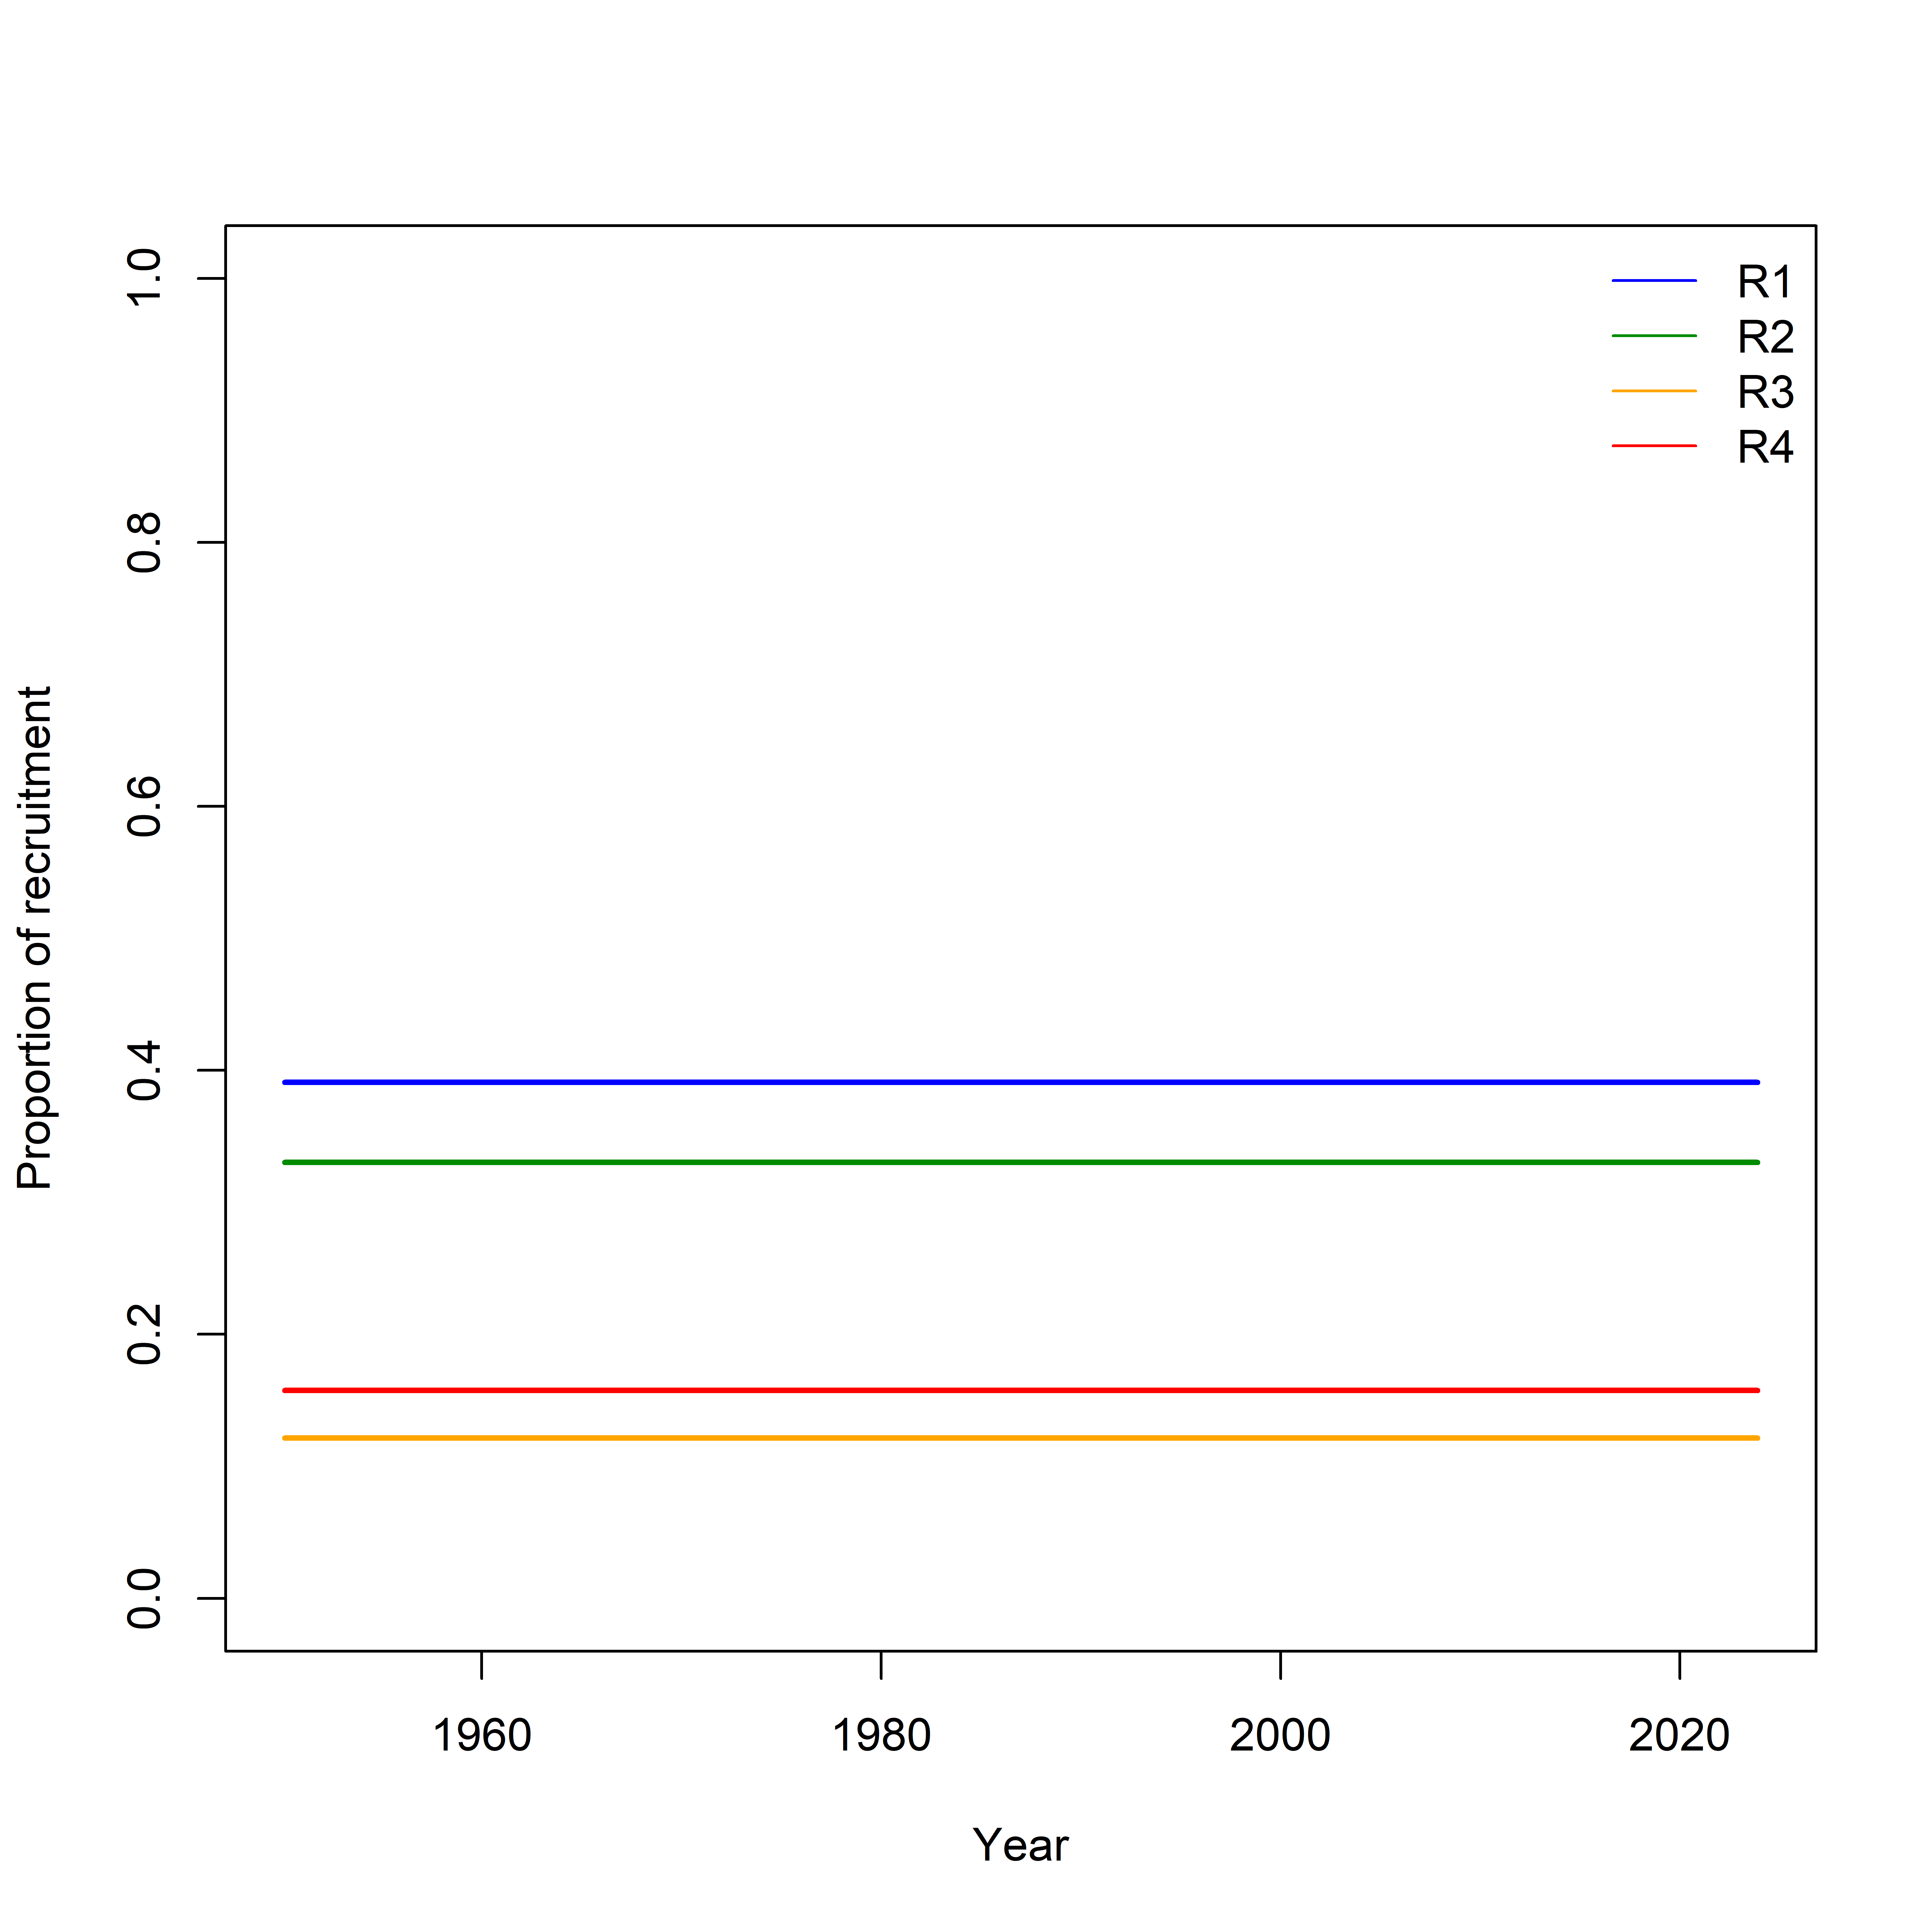 Proportion of recruitment
1.0
0.8
0.6
0.4
0.2
0.0
R1
R2
R3
R4
1960 1980 2000 2020
Year